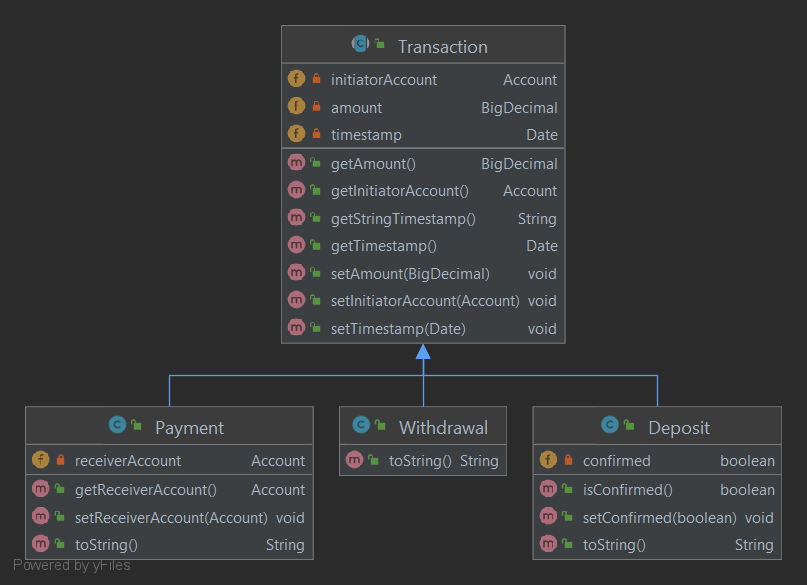 Transaction
initiatorAccount Account
amount BigDecimal
timestamp Date
getAmount() BigDecimal
getInitiatorAccount() Account
getStringTimestamp() String
getTimestamp() Date
setAmount(BigDecimal) void
setInitiatorAccount(Account) void
setTimestamp(Date) void
Payment
receiverAccount Account
getReceiverAccount() Account
setReceiverAccount(Account) void
toString() String
Withdrawal
toString() String
Deposit
confirmed boolean
isConfirmed() boolean
setConfirmed(boolean) void
toString() String
Powered by yFiles